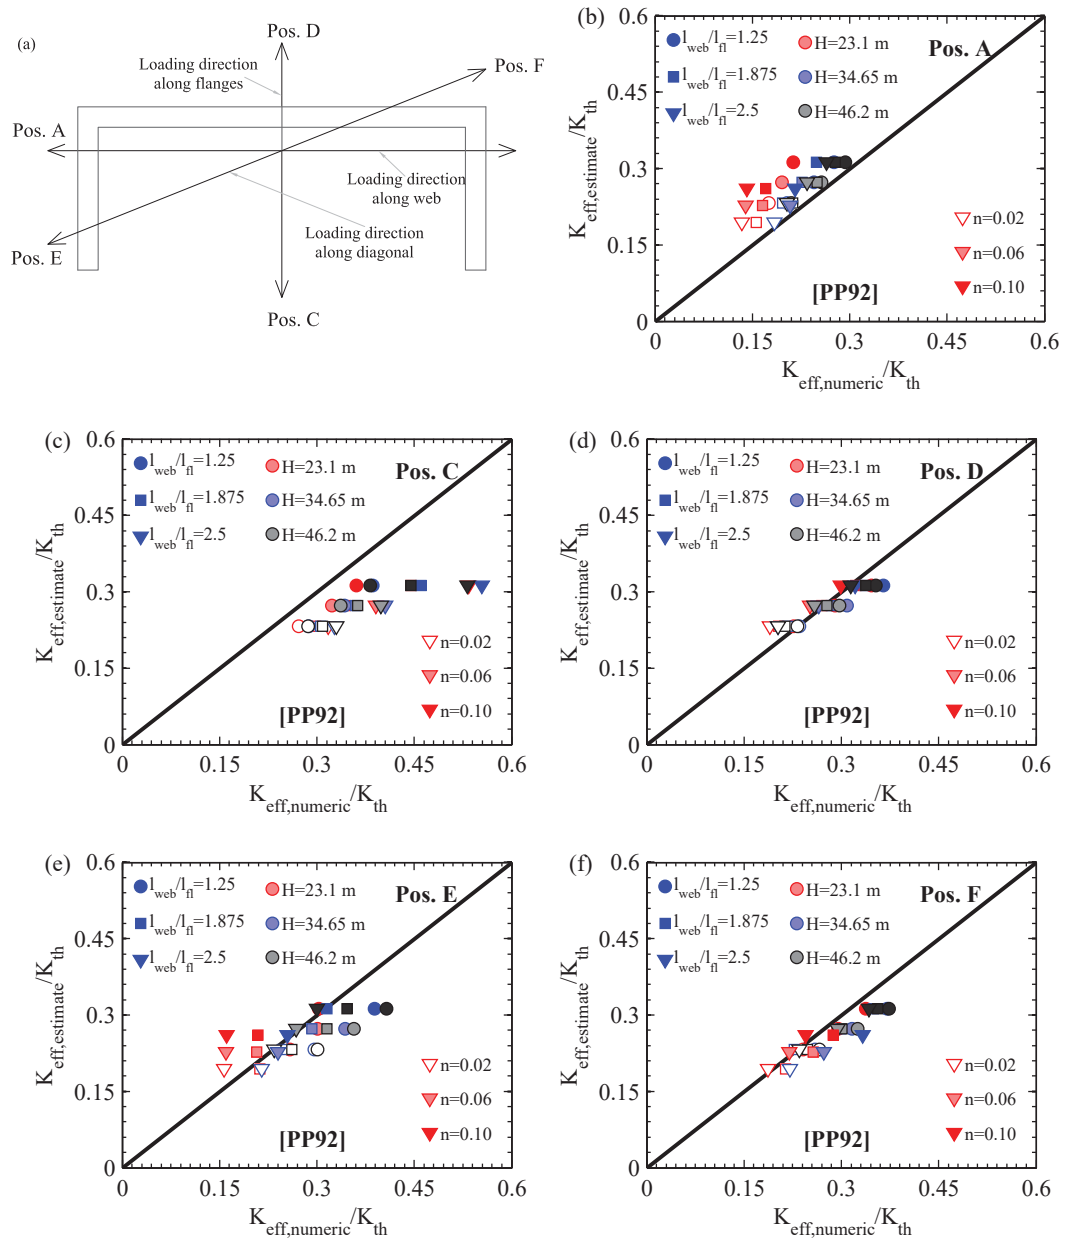 (a)
Pos. D
Loading direction
along flanges
Pos. F
Pos. A
Loading direction
along web
Loading direction
along diagonal
Pos. E
Pos. C
(b)
0.6
0.45
0.3
0.15
0
K_eff,estimate/K_th
l_web/l_fl=1.25
H=23.1 m
Pos. A
l_web/l_fl=1.875
H=34.65 m
l_web/l_fl=2.5
H=46.2 m
n=0.02
n=0.06
[PP92]
n=0.10
0 0.15 0.3 0.45 0.6
K_eff,numeric/K_th
(c)
0.6
0.45
0.3
0.15
0
K_eff,estimate/K_th
l_web/l_fl=1.25
H=23.1 m
Pos. C
l_web/l_fl=1.875
H=34.65 m
l_web/l_fl=2.5
H=46.2 m
n=0.02
n=0.06
[PP92]
n=0.10
0 0.15 0.3 0.45 0.6
K_eff,numeric/K_th
(d)
0.6
0.45
0.3
0.15
0
K_eff,estimate/K_th
l_web/l_fl=1.25
H=23.1 m
Pos. D
l_web/l_fl=1.875
H=34.65 m
l_web/l_fl=2.5
H=46.2 m
n=0.02
n=0.06
[PP92]
n=0.10
0 0.15 0.3 0.45 0.6
K_eff,numeric/K_th
(e)
0.6
0.45
0.3
0.15
0
K_eff,estimate/K_th
l_web/l_fl=1.25
H=23.1 m
Pos. E
l_web/l_fl=1.875
H=34.65 m
l_web/l_fl=2.5
H=46.2 m
n=0.02
n=0.06
[PP92]
n=0.10
0 0.15 0.3 0.45 0.6
K_eff,numeric/K_th
(f)
0.6
0.45
0.3
0.15
0
K_eff,estimate/K_th
l_web/l_fl=1.25
H=23.1 m
Pos. F
l_web/l_fl=1.875
H=34.65 m
l_web/l_fl=2.5
H=46.2 m
n=0.02
n=0.06
[PP92]
n=0.10
0 0.15 0.3 0.45 0.6
K_eff,numeric/K_th